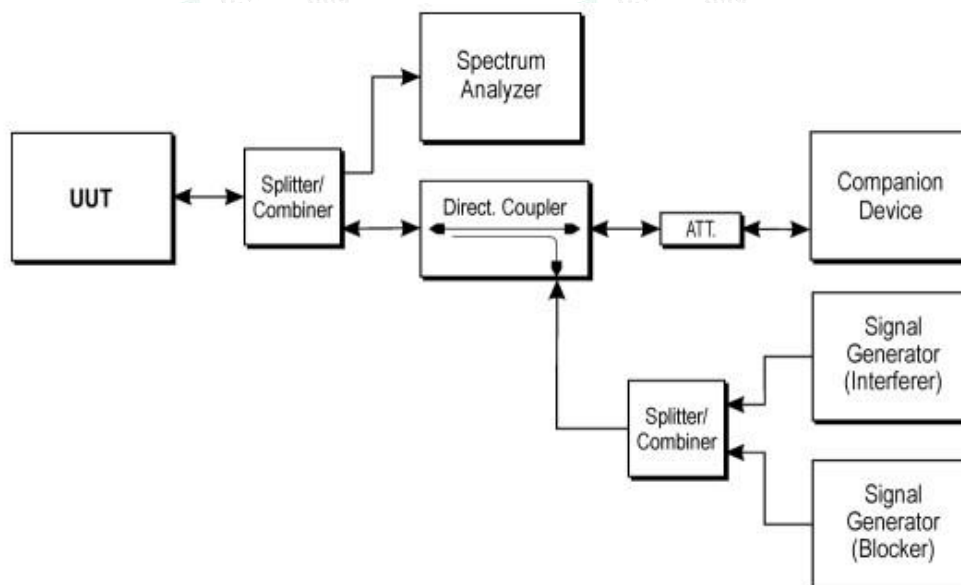 Spectrum
Analyzer
UUT
Splitter/
Combiner
Direct. Coupler
ATT.
Companion
Device
Signal
Generator
(Interferer)
Splitter/
Combiner
Signal
Generator
(Blocker)